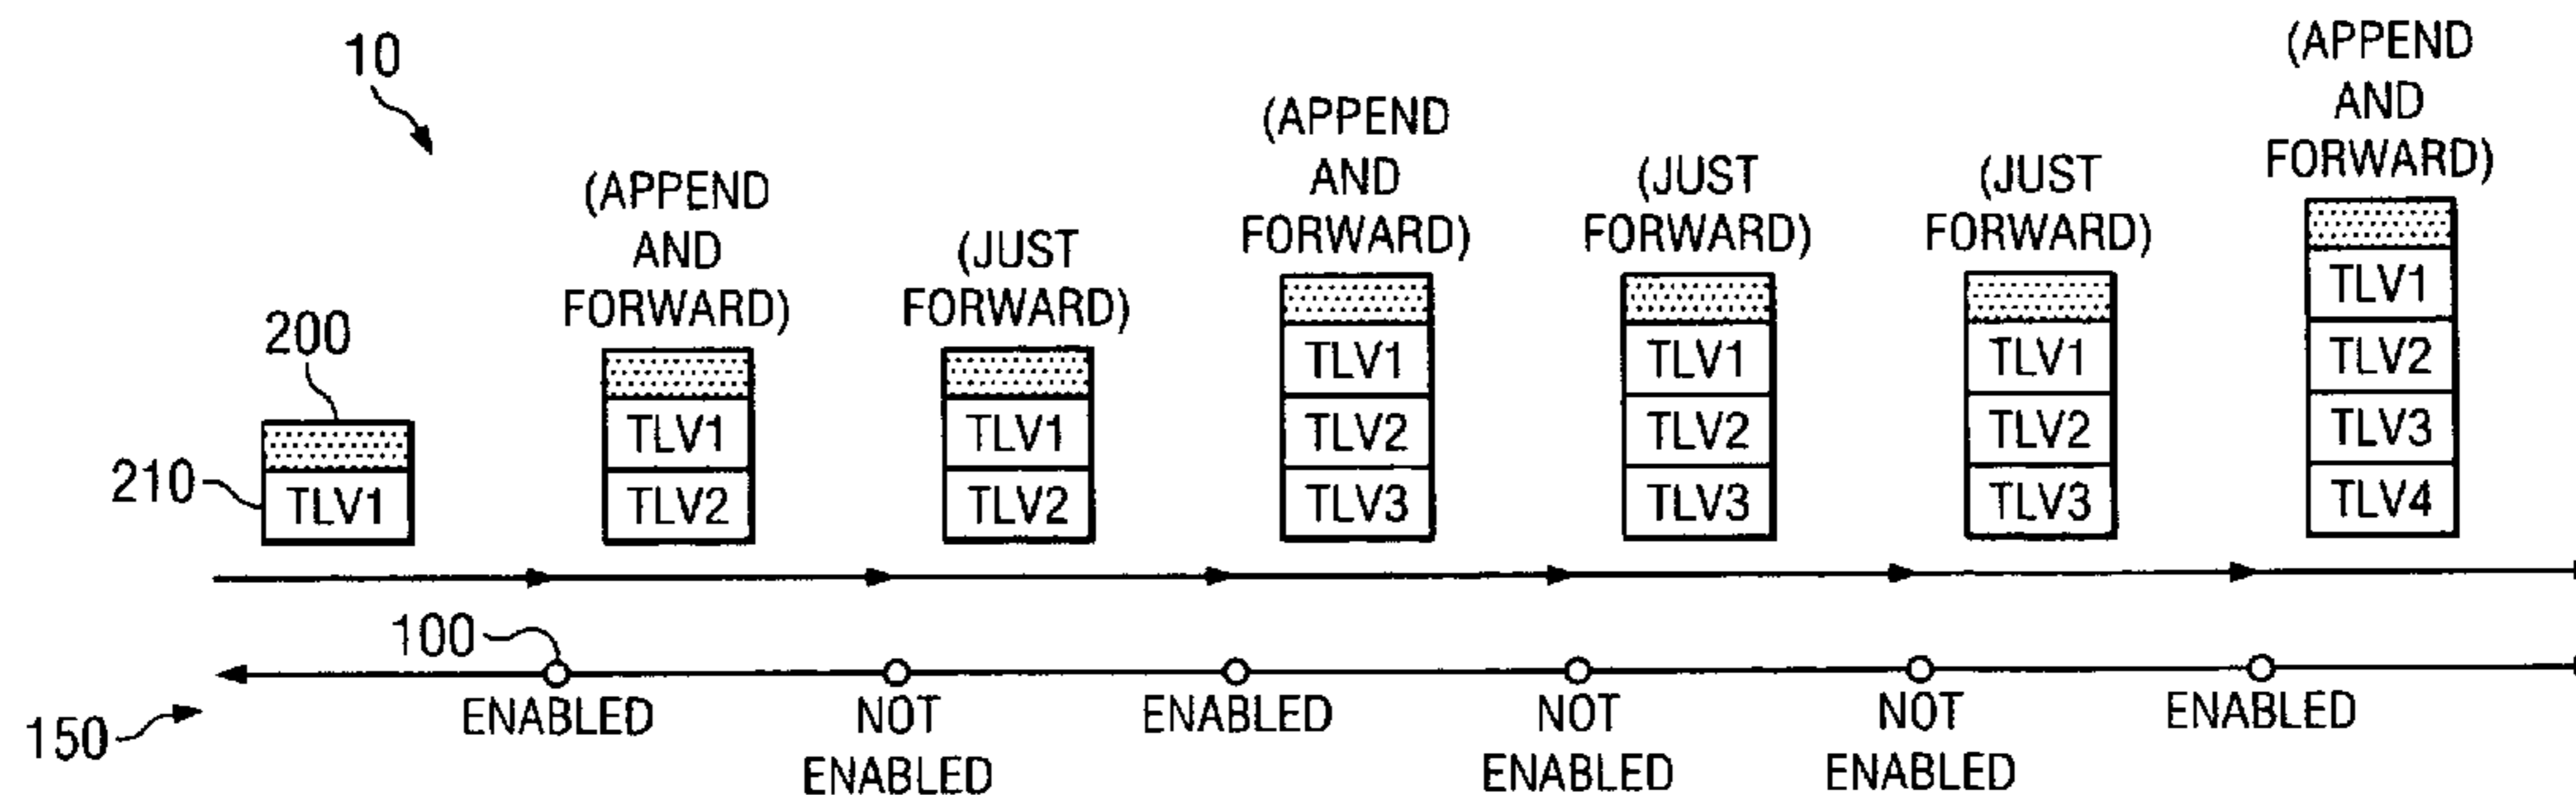 10
(APPEND
AND
FORWARD)
(JUST
FORWARD)
(APPEND
AND
FORWARD)
(JUST
FORWARD)
(JUST
FORWARD)
(APPEND
AND
FORWARD)
200
210
TLV1
TLV1
TLV2
TLV1
TLV2
TLV1
TLV2
TLV3
TLV1
TLV2
TLV3
TLV1
TLV2
TLV3
TLV1
TLV2
TLV3
TLV4
100
150
ENABLED
NOT
ENABLED
ENABLED
NOT
ENABLED
NOT
ENABLED
ENABLED